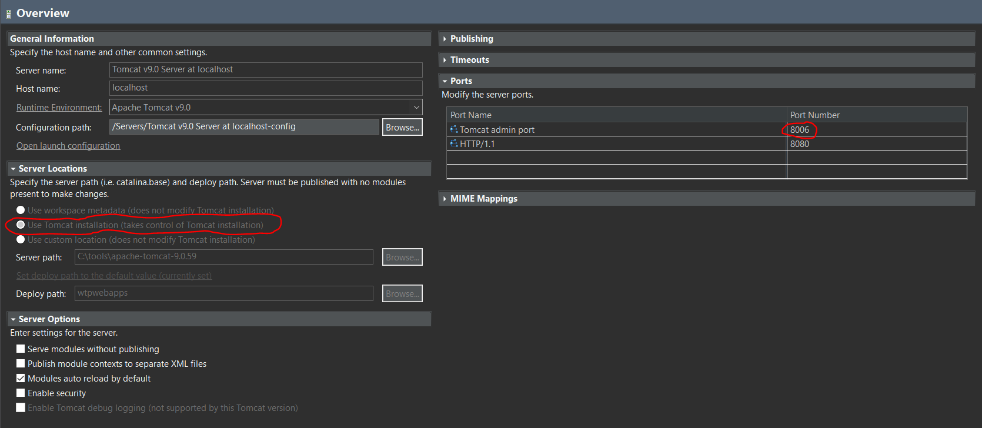 Overview
General Information
Specify the host name and other common settings.
Server name: Tomcat v9.0 Server at localhost
Host name: localhost
Runtime Environment: Apache Tomcat v9.0
Configuration path: /Servers/Tomcat v9.0 Server at localhost-config Browse...
Open launch configuration
Server Locations
Specify the server path (i.e. catalina.base) and deploy path. Server must be published with no modules
present to make changes.
Use workspace metadata (does not modify Tomcat installation)
Use Tomcat installation (takes control of Tomcat installation)
Use custom location (does not modify Tomcat installation)
Server path: C:\tools\apache-tomcat-9.0.59 Browse...
Set deploy path to the default value (currently set)
Deploy path: wtpwebapps Browse...
Server Options
Enter settings for the server.
Serve modules without publishing
Publish module contexts to separate XML files
Modules auto reload by default
Enable security
Enable Tomcat debug logging (not supported by this Tomcat version)
Publishing
Timeouts
Ports
Modify the server ports.
Port Name Port Number
Tomcat admin port 8006
HTTP/1.1 8080
MIME Mappings